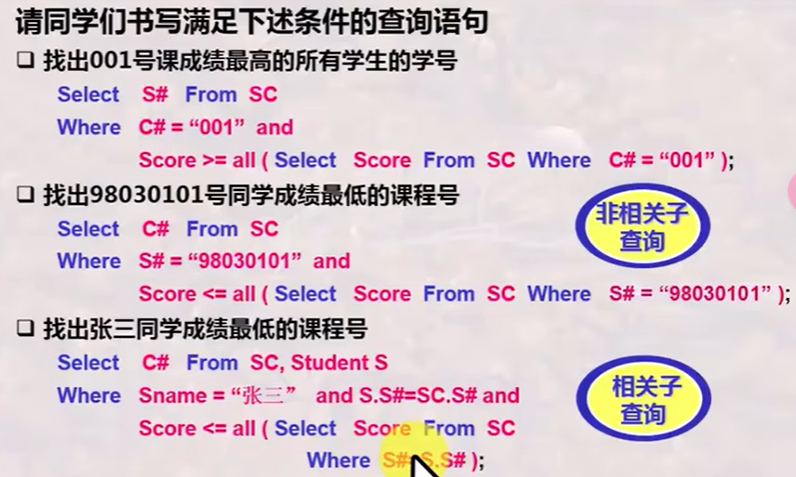 请同学们书写满足下述条件的查询语句
❑ 找出001号课成绩最高的所有学生的学号
Select S# From SC
Where C# = “001” and
Score >= all ( Select Score From SC Where C# = “001” );
❑ 找出98030101号同学成绩最低的课程号
非相关子
查询
Select C# From SC
Where S# = “98030101” and
Score <= all ( Select Score From SC Where S# = “98030101” );
❑ 找出张三同学成绩最低的课程号
Select C# From SC, Student S
Where Sname = “张三” and S.S#=SC.S# and
相关子
查询
Score <= all ( Select Score From SC
Where S#=S.S# );